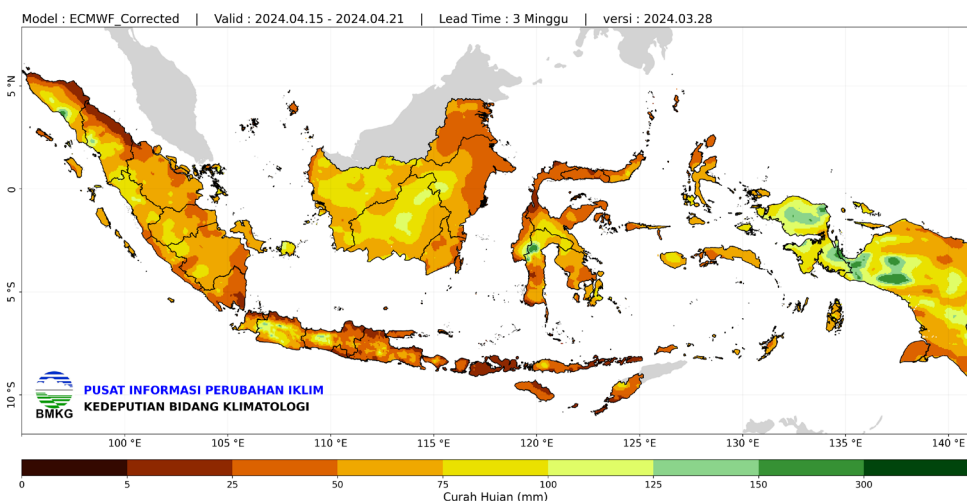 Model : ECMWF_Corrected | Valid : 2024.04.15 - 2024.04.21 | Lead Time : 3 Minggu | versi : 2024.03.28
5 °N
0
5 °S
10 °S
BMKG
PUSAT INFORMASI PERUBAHAN IKLIM
KEDEPUTIAN BIDANG KLIMATOLOGI
100 °E 105 °E 110 °E 115 °E 120 °E 125 °E 130 °E 135 °E 140 °E
0 5 25 50 75 100 125 150 300
Curah Hujan (mm)